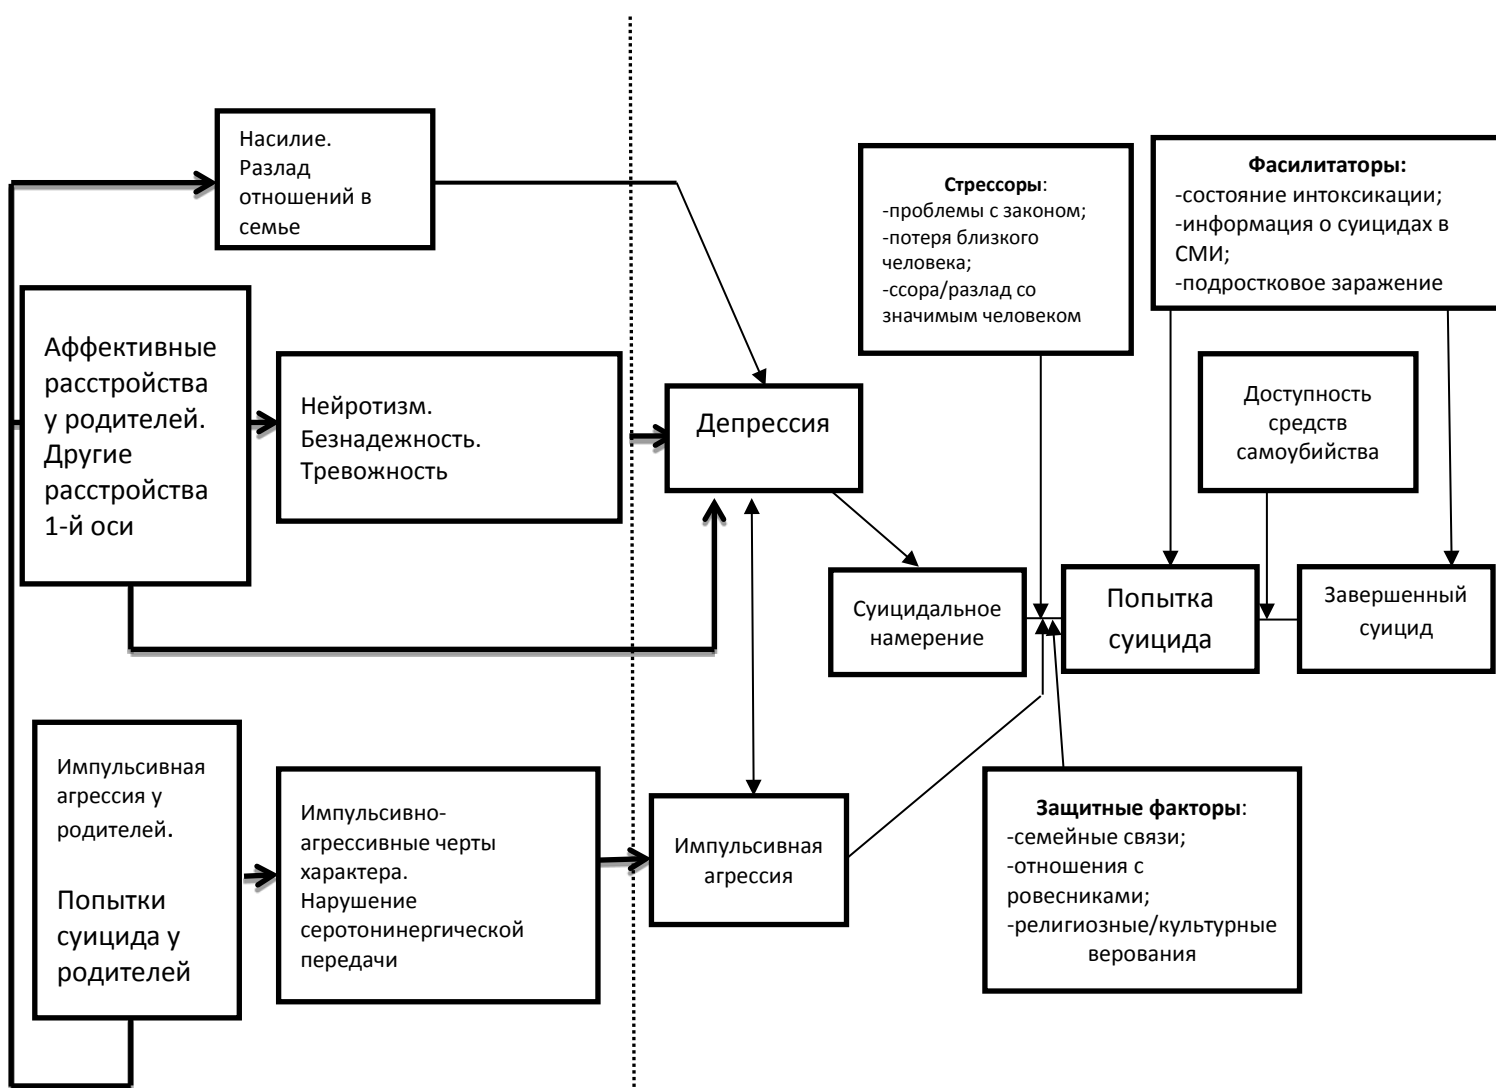 Насилие.
Разлад
отношений в
семье
Стрессоры:
-проблемы с законом;
-потеря близкого
человека;
-ссора/разлад со
значимым человеком
Фасилитаторы:
-состояние интоксикации;
-информация о суицидах в
СМИ;
-подростковое заражение
Аффективные
расстройства
у родителей.
Другие
расстройства
1-й оси
Нейротизм.
Безнадежность.
Тревожность
Депрессия
Доступность
средств
самоубийства
Суицидальное
намерение
Попытка
суицида
Завершенный
суицид
Импульсивная
агрессия у
родителей.
Попытки
суицида у
родителей
Импульсивно-
агрессивные черты
характера.
Нарушение
серотонинергической
передачи
Импульсивная
агрессия
Защитные факторы:
-семейные связи;
-отношения с
ровесниками;
-религиозные/культурные
верования